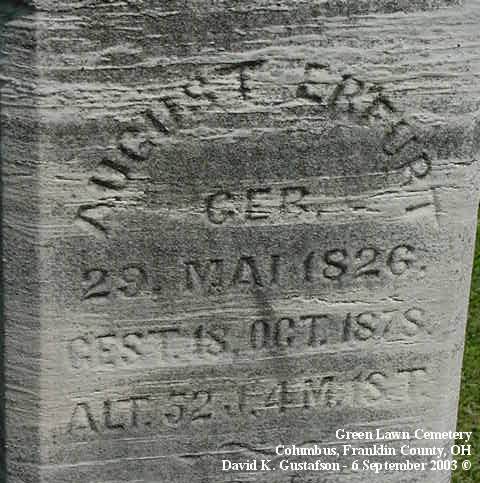 AUGUST ERFURT
GEB.
29. MAI 1826.
GEST. 18. OCT. 1878.
ALT. 52 J. 4 M. 18 T.
Green Lawn Cemetery
Columbus, Franklin County, OH
David K. Gustafson - 6 September 2003 ©